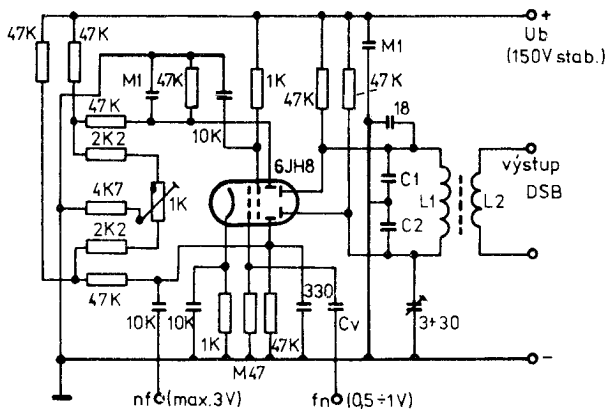 47K
47K
+
Ub
(150V stab.)
M1
47K
1K
47K
47K
M1
10K
18
47K
2K2
6JH8
výstup
DSB
4K7
1K
C1
L1
L2
C2
2K2
47K
330
10K
10K
Cv
3÷30
1K
47K
M47
−
nf (max.3V)
fn (0,5÷1V)